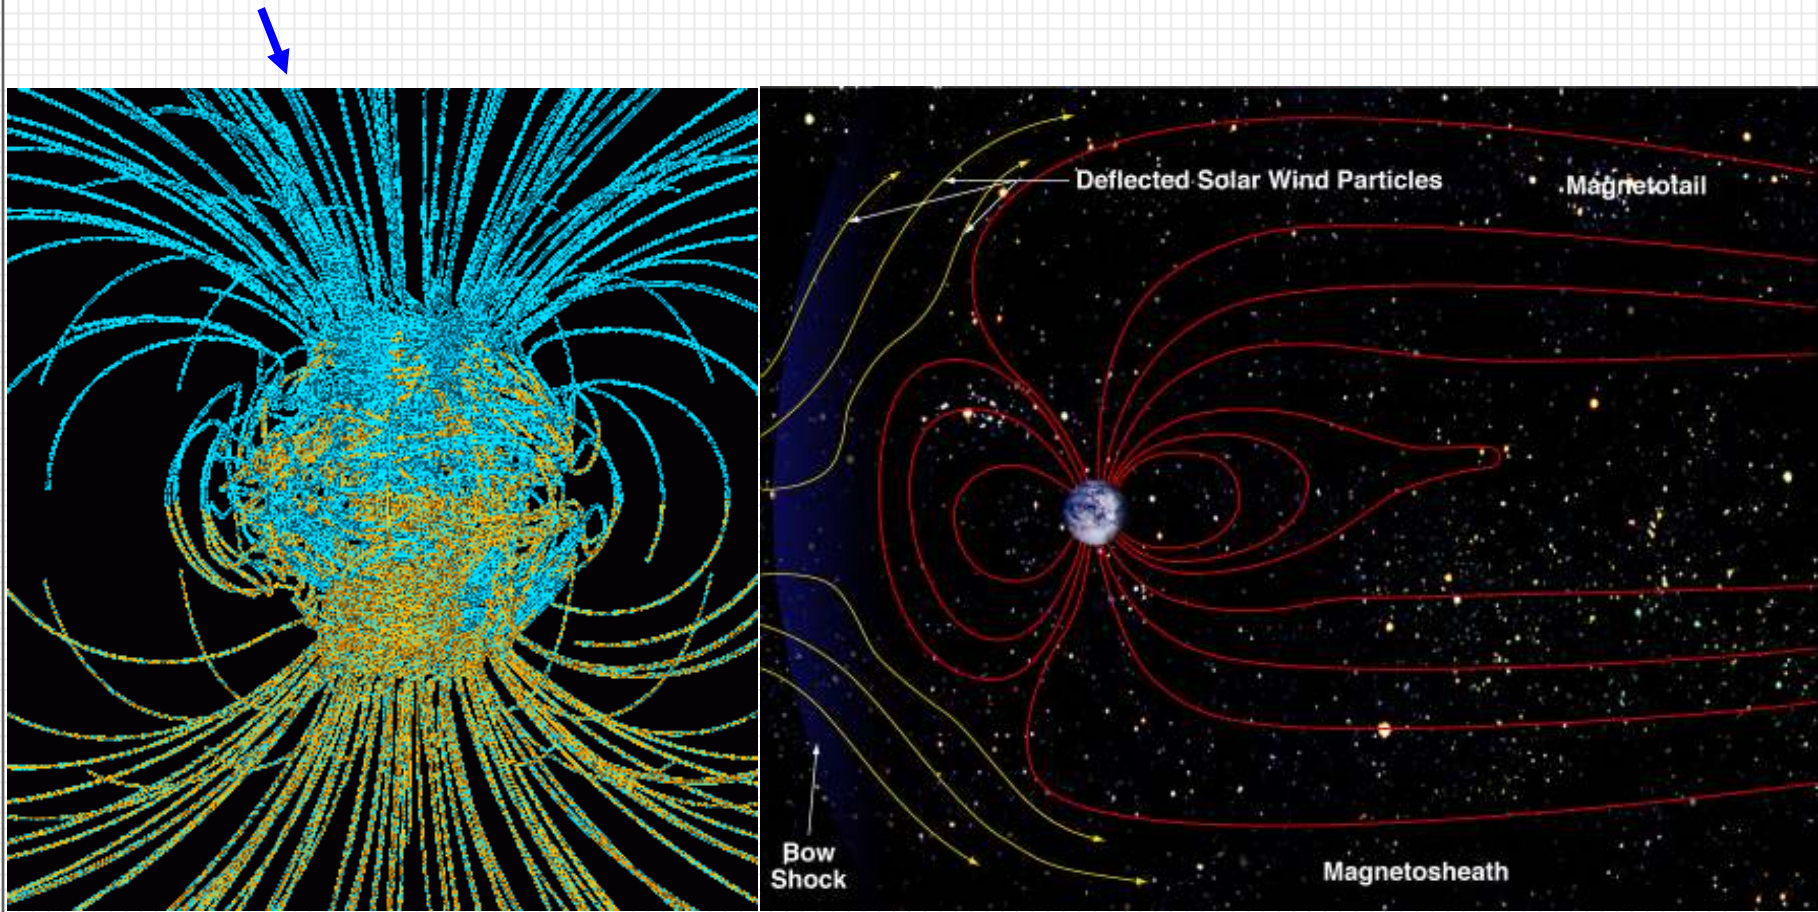 Deflected Solar Wind Particles
Magnetotail
Bow
Shock
Magnetosheath